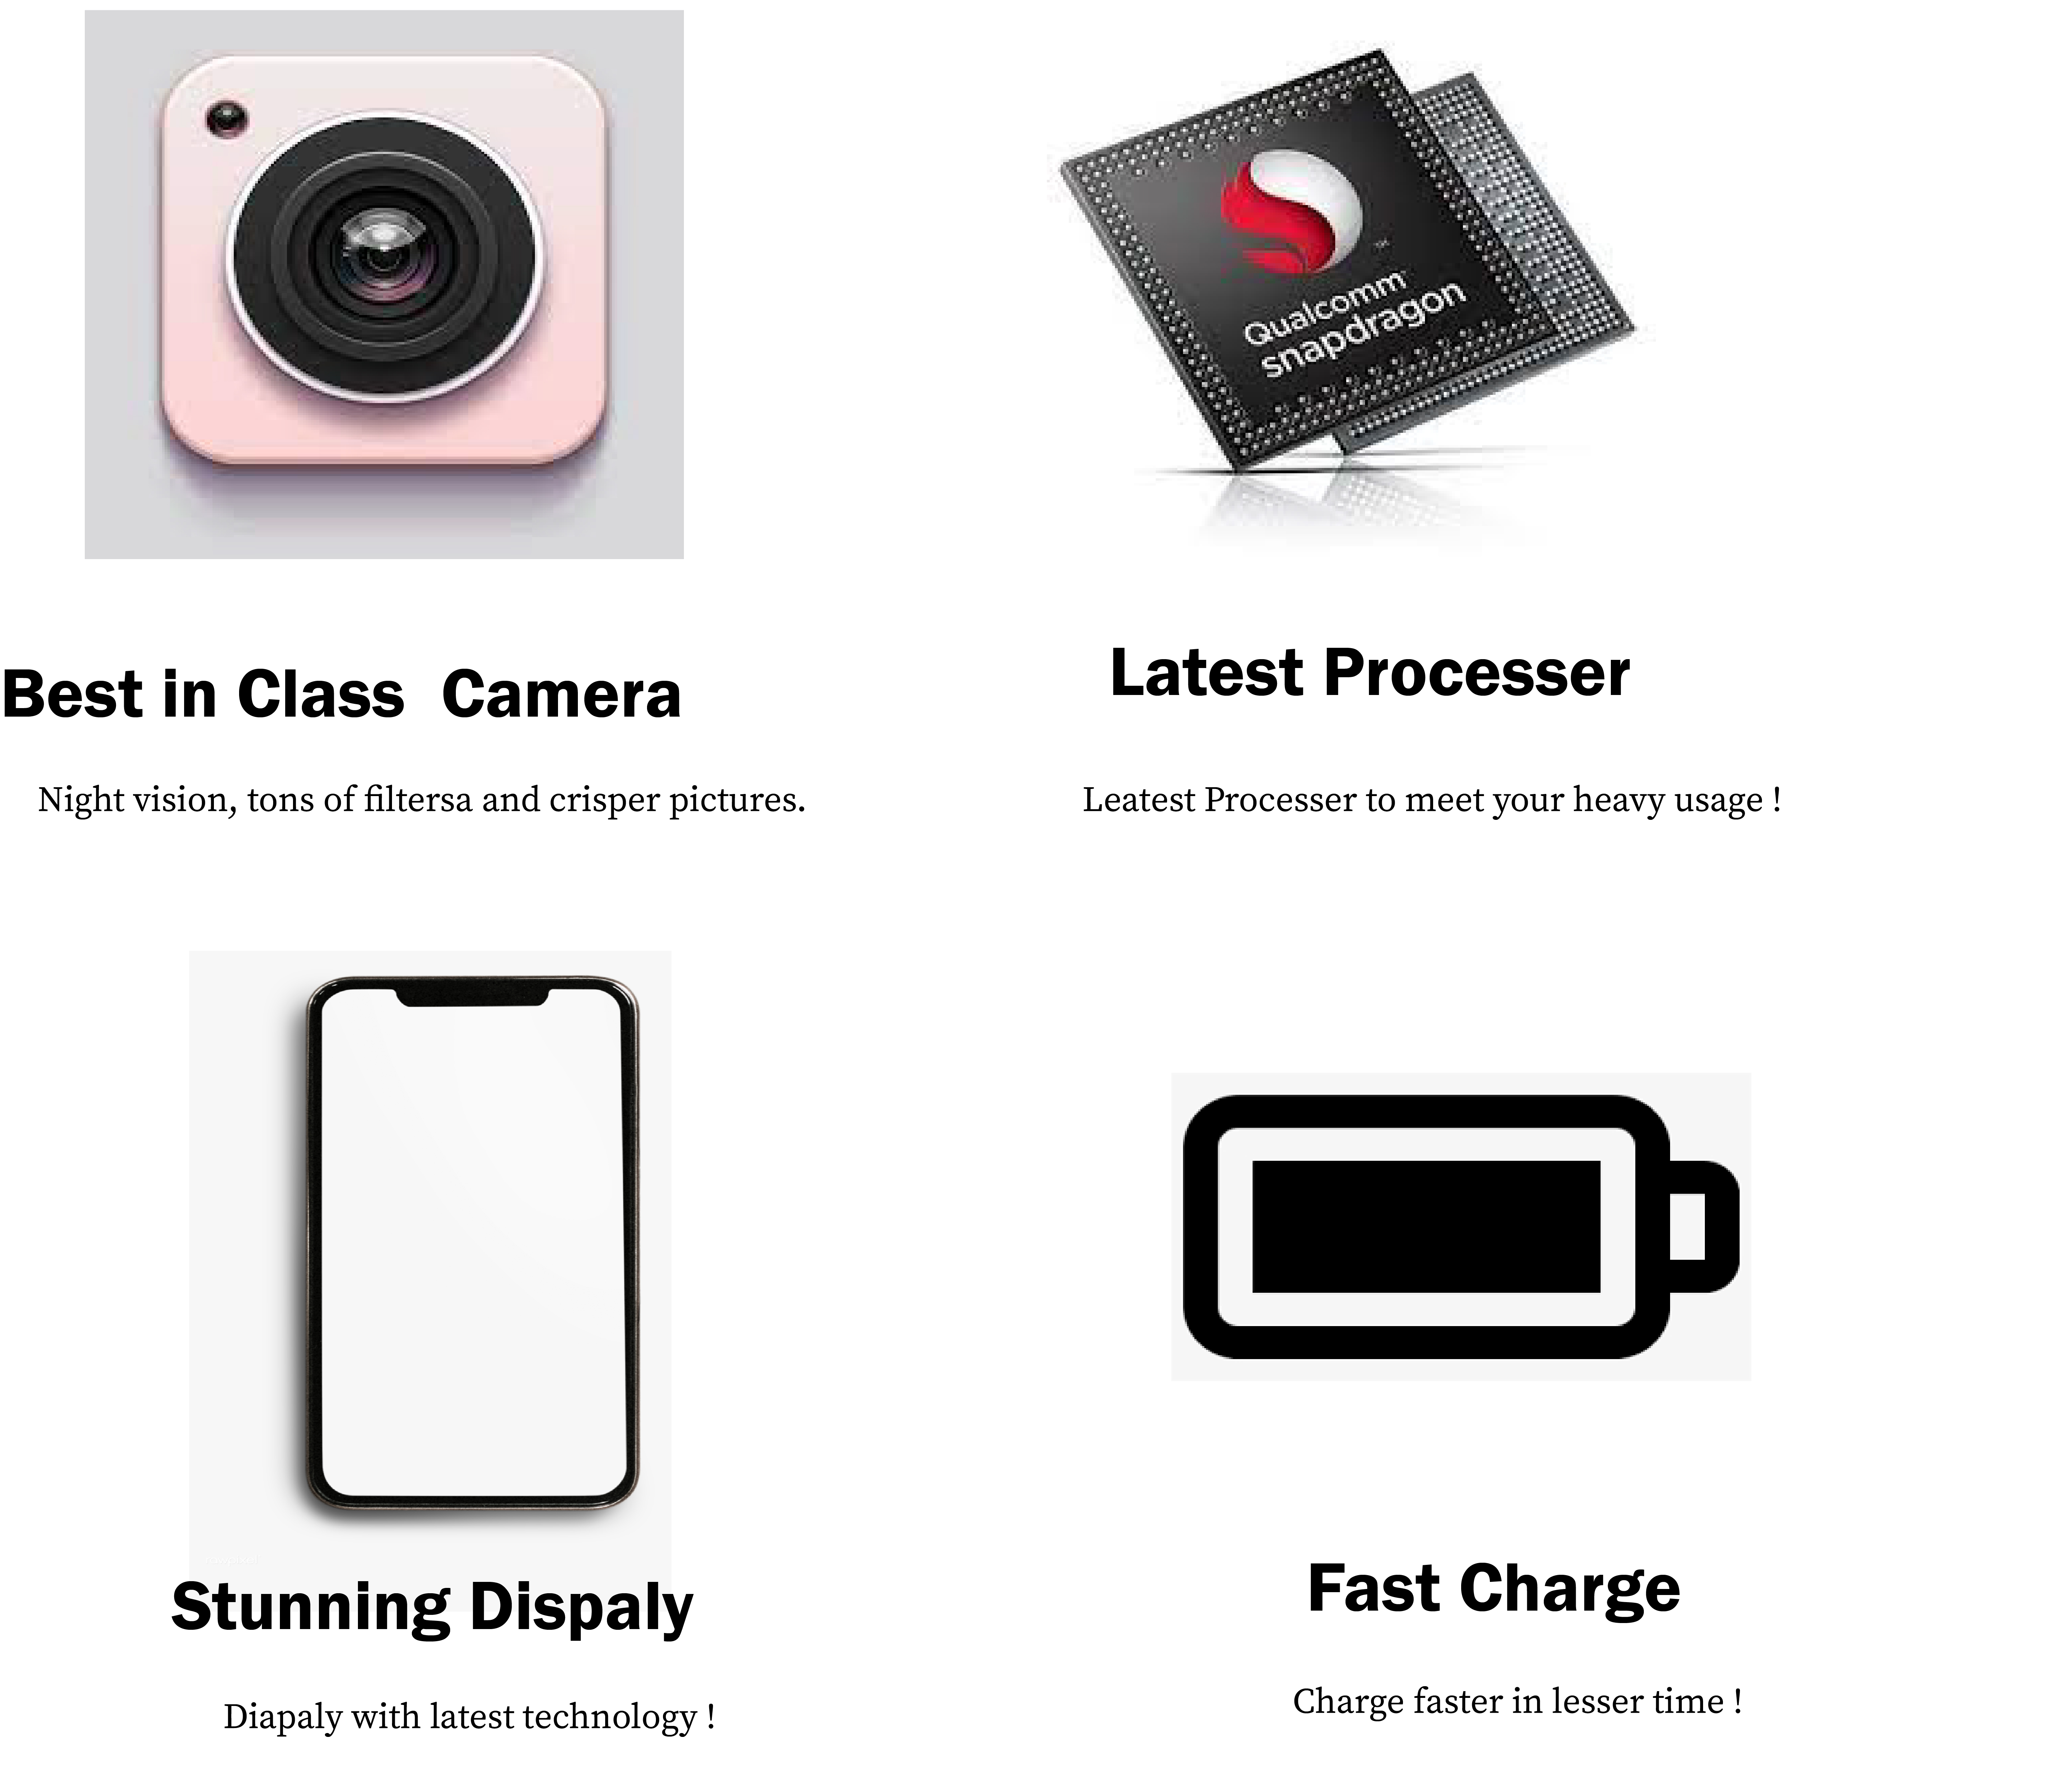 Qualcomm
snapdragon
Best in Class  Camera
Latest Processer
Night vision, tons of filtersa and crisper pictures.
Leatest Processer to meet your heavy usage !
Stunning Dispaly
Fast Charge
Diapaly with latest technology !
Charge faster in lesser time !